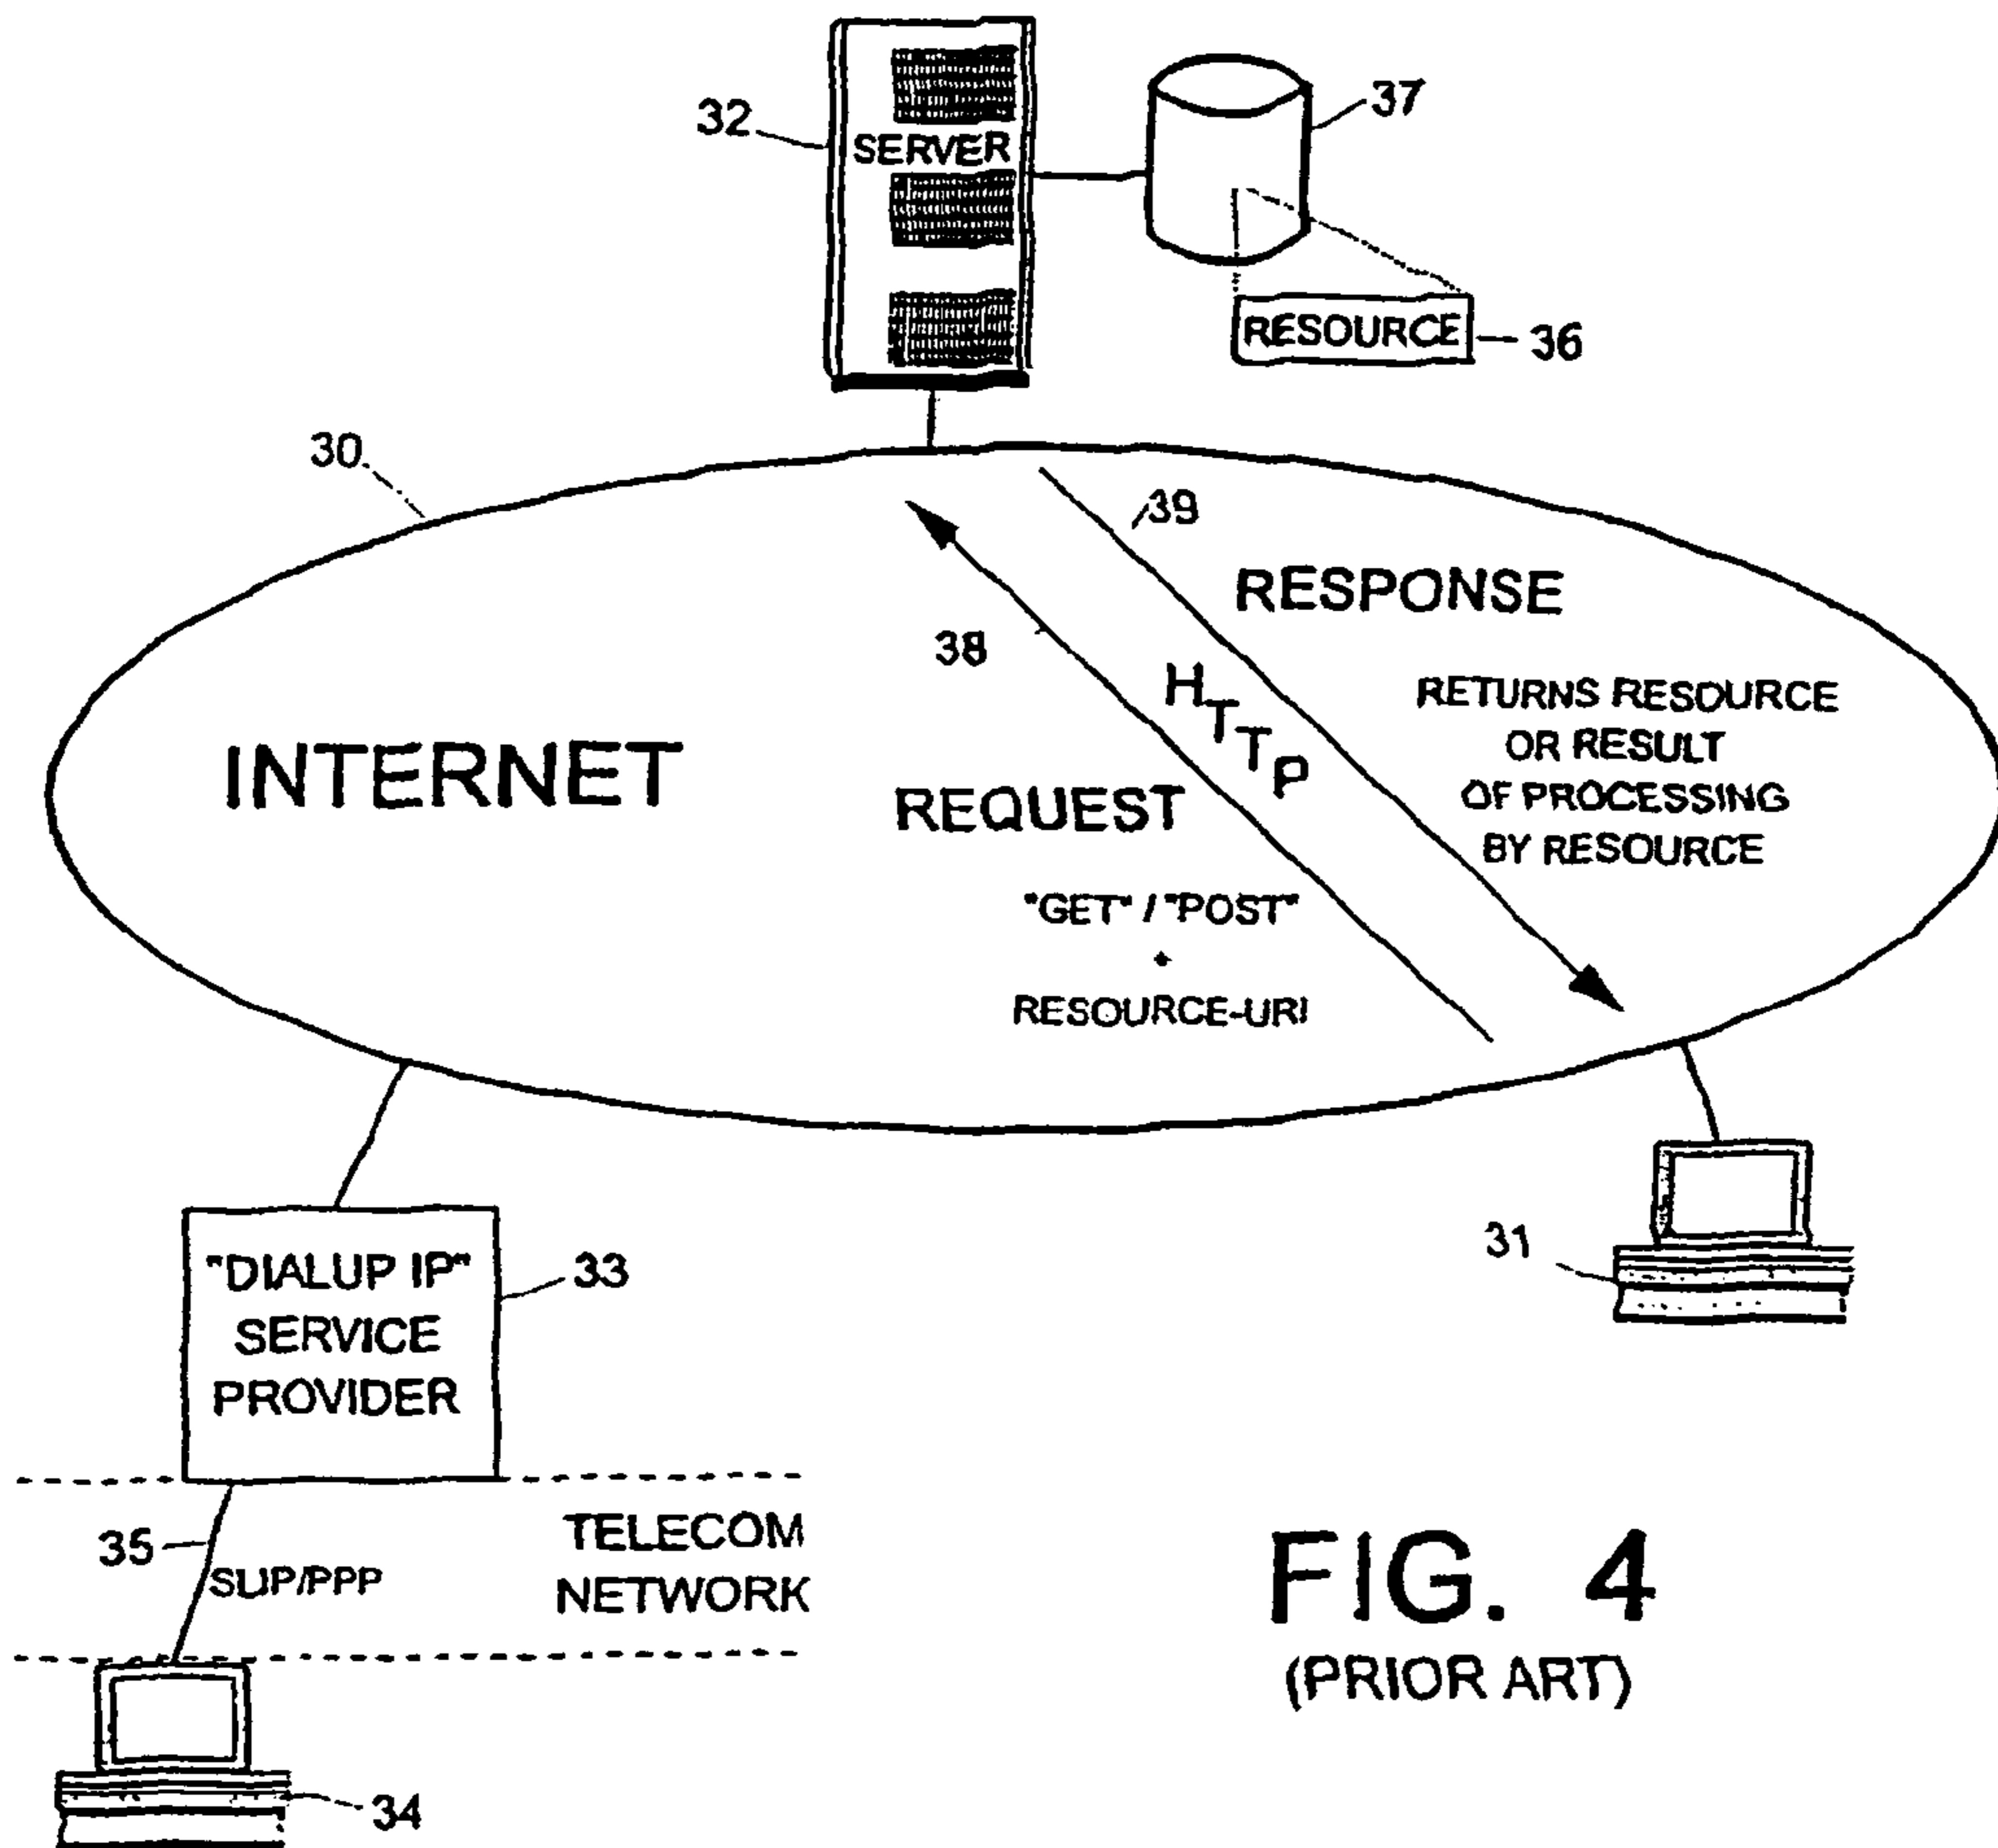 32
SERVER
37
RESOURCE
36
30
39
RESPONSE
38
HTTP
RETURNS RESOURCE
OR RESULT
OF PROCESSING
BY RESOURCE
INTERNET
REQUEST
"GET" / "POST"
+
RESOURCE-URI
31
"DIALUP IP"
SERVICE
PROVIDER
33
35
SLIP/PPP
TELECOM
NETWORK
34
FIG. 4
(PRIOR ART)